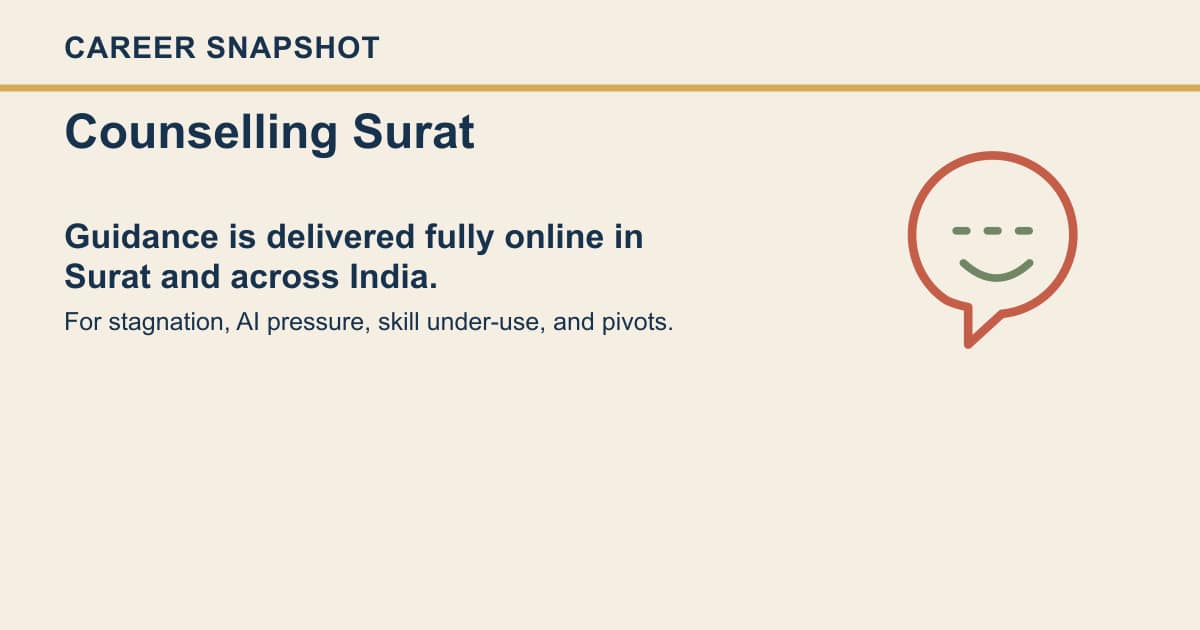 CAREER SNAPSHOT
Counselling Surat
Guidance is delivered fully online in
Surat and across India.
For stagnation, AI pressure, skill under-use, and pivots.